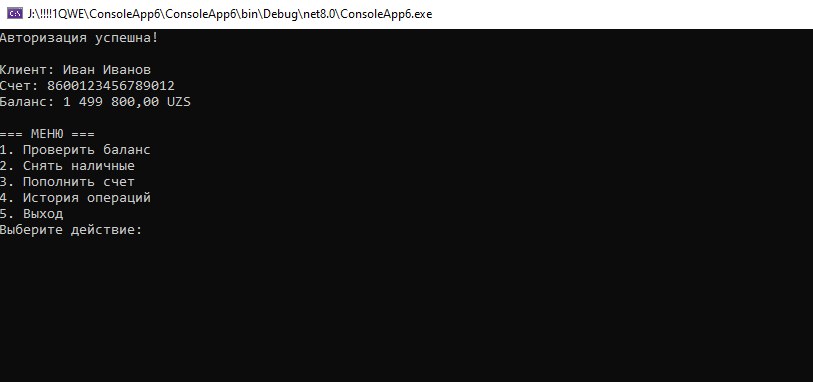 J:\!!!!1QWE\ConsoleApp6\ConsoleApp6\bin\Debug\net8.0\ConsoleApp6.exe
Авторизация успешна!
Клиент: Иван Иванов
Счет: 8600123456789012
Баланс: 1 499 800,00 UZS
=== МЕНЮ ===
1. Проверить баланс
2. Снять наличные
3. Пополнить счет
4. История операций
5. Выход
Выберите действие: